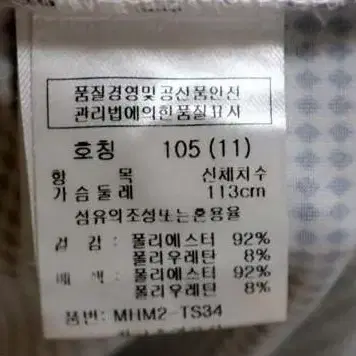 품질경영및공산품안전
관리법에의한품질표시
호칭 105(11)
항 목 신체치수
가슴둘레 113cm
섬유의조성또는혼용율
겉 감 : 폴리에스터 92%
폴리우레탄 8%
배색 : 폴리에스터 92%
폴리우레탄 8%
품번: MHM2-TS34